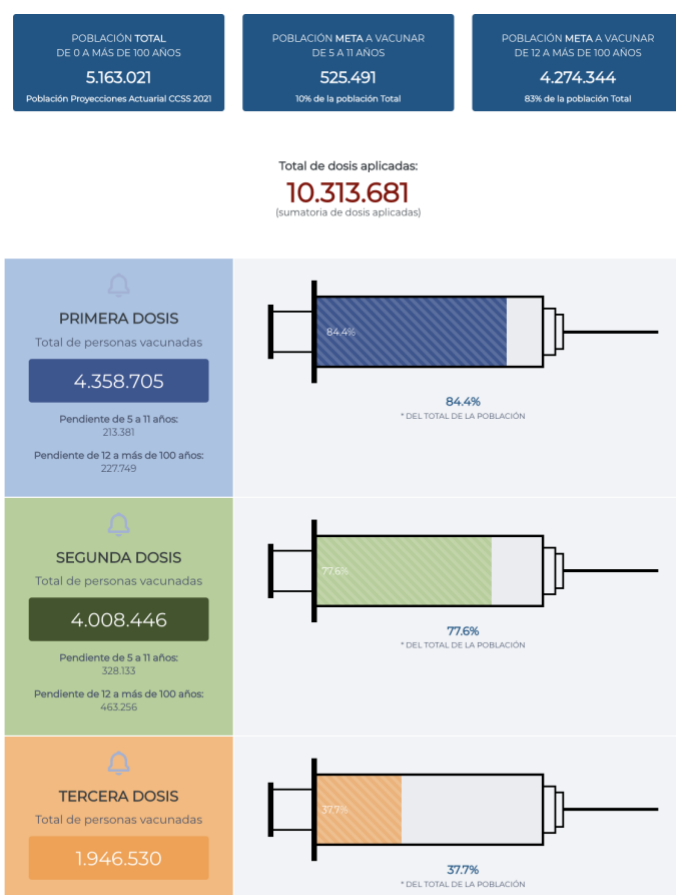 POBLACIÓN TOTAL
DE 0 A MÁS DE 100 AÑOS
5.163.021
Población Proyecciones Actuarial CCSS 2021
POBLACIÓN META A VACUNAR
DE 5 A 11 AÑOS
525.491
10% de la población Total
POBLACIÓN META A VACUNAR
DE 12 A MÁS DE 100 AÑOS
4.274.344
83% de la población Total
Total de dosis aplicadas:
10.313.681
(sumatoria de dosis aplicadas)
PRIMERA DOSIS
Total de personas vacunadas
4.358.705
Pendiente de 5 a 11 años:
213.381
Pendiente de 12 a más de 100 años:
227.749
84.4%
84.4%
* DEL TOTAL DE LA POBLACIÓN
SEGUNDA DOSIS
Total de personas vacunadas
4.008.446
Pendiente de 5 a 11 años:
328.133
Pendiente de 12 a más de 100 años:
463.256
77.6%
77.6%
* DEL TOTAL DE LA POBLACIÓN
TERCERA DOSIS
Total de personas vacunadas
1.946.530
37.7%
37.7%
* DEL TOTAL DE LA POBLACIÓN